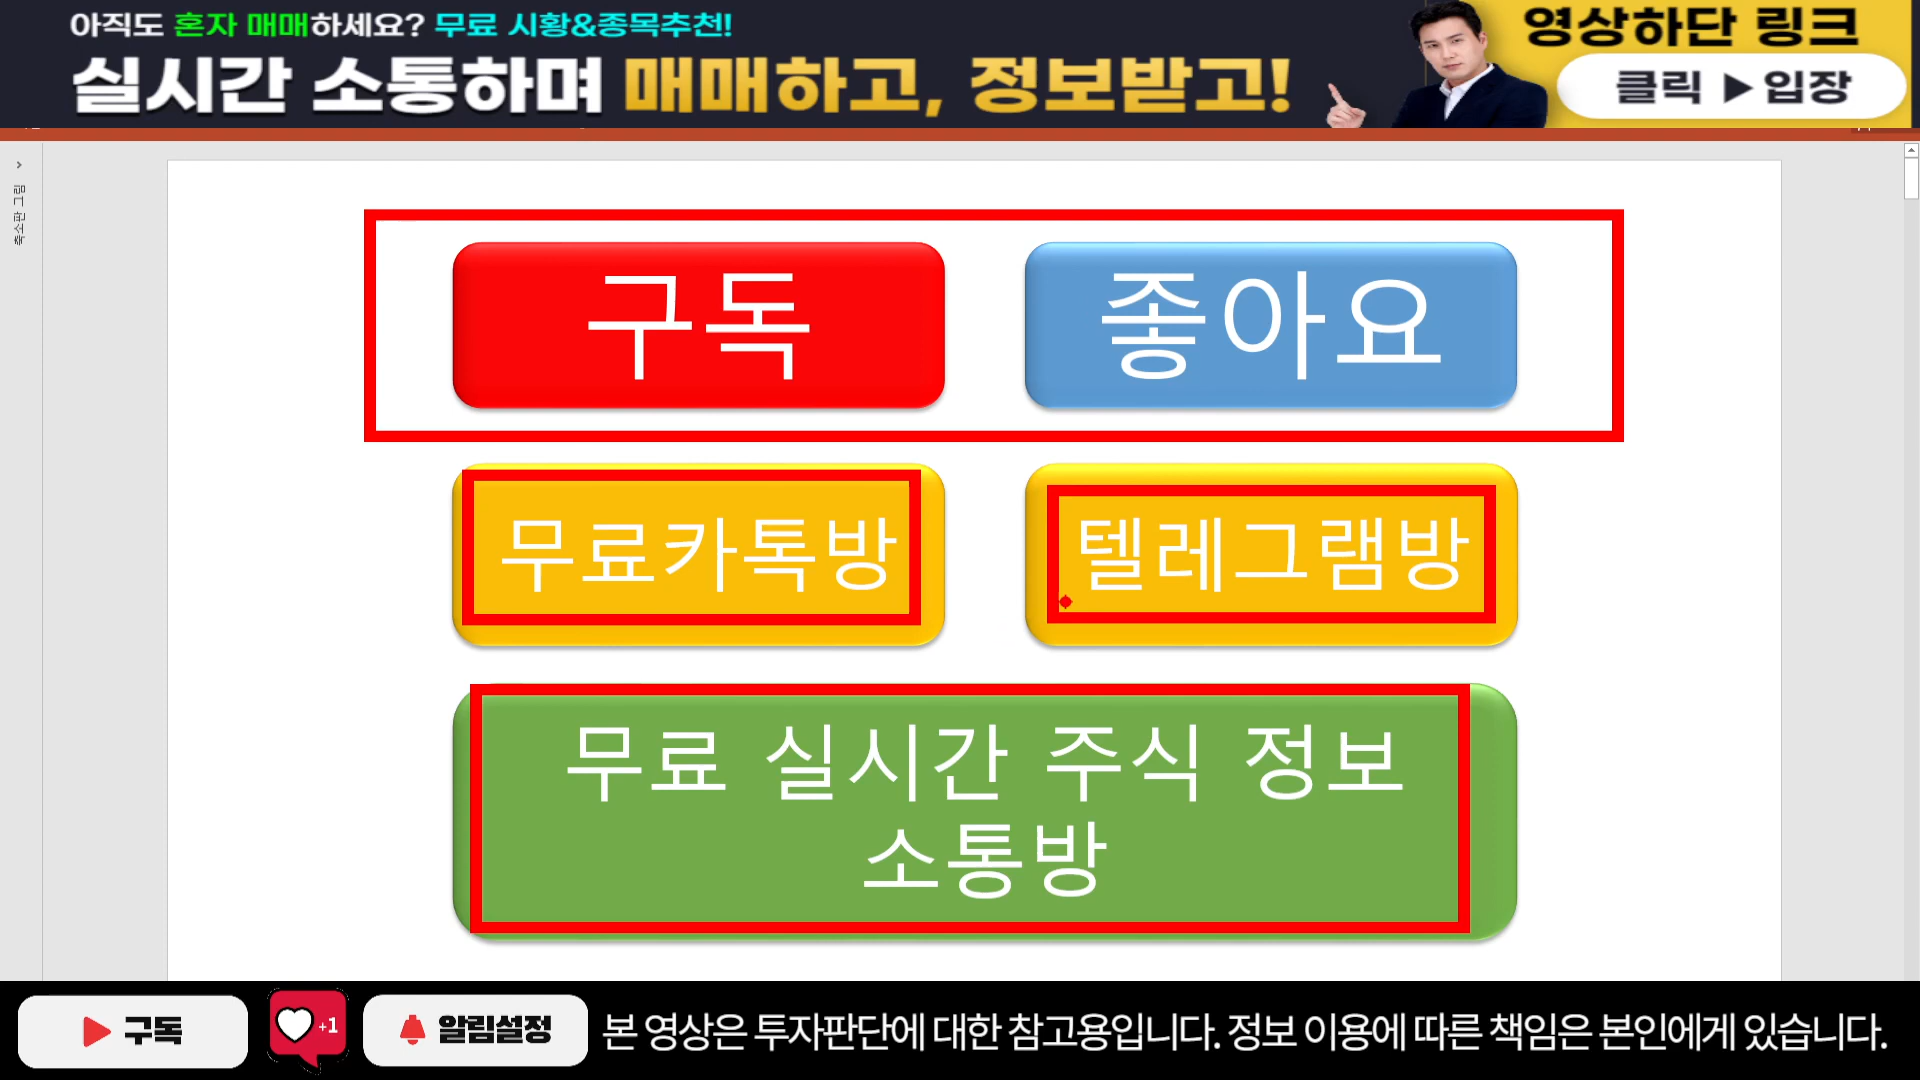 아직도 혼자 매매하세요? 무료 시황&종목추천!
실시간 소통하며 매매하고, 정보받고!
영상하단 링크
클릭 ▶ 입장
축소판 그림
구독
좋아요
무료카톡방
텔레그램방
무료 실시간 주식 정보
소통방
구독
+1
알림설정
본 영상은 투자판단에 대한 참고용입니다. 정보 이용에 따른 책임은 본인에게 있습니다.